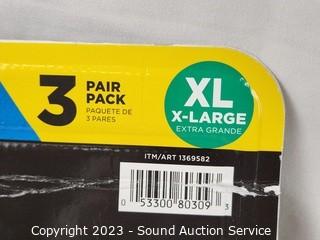 3
PAIR
PACK
PAQUETE DE
3 PARES
XL
X-LARGE
EXTRA GRANDE
ITM/ART 1369582
0 53300 80309 3
Copyright 2023 - Sound Auction Service